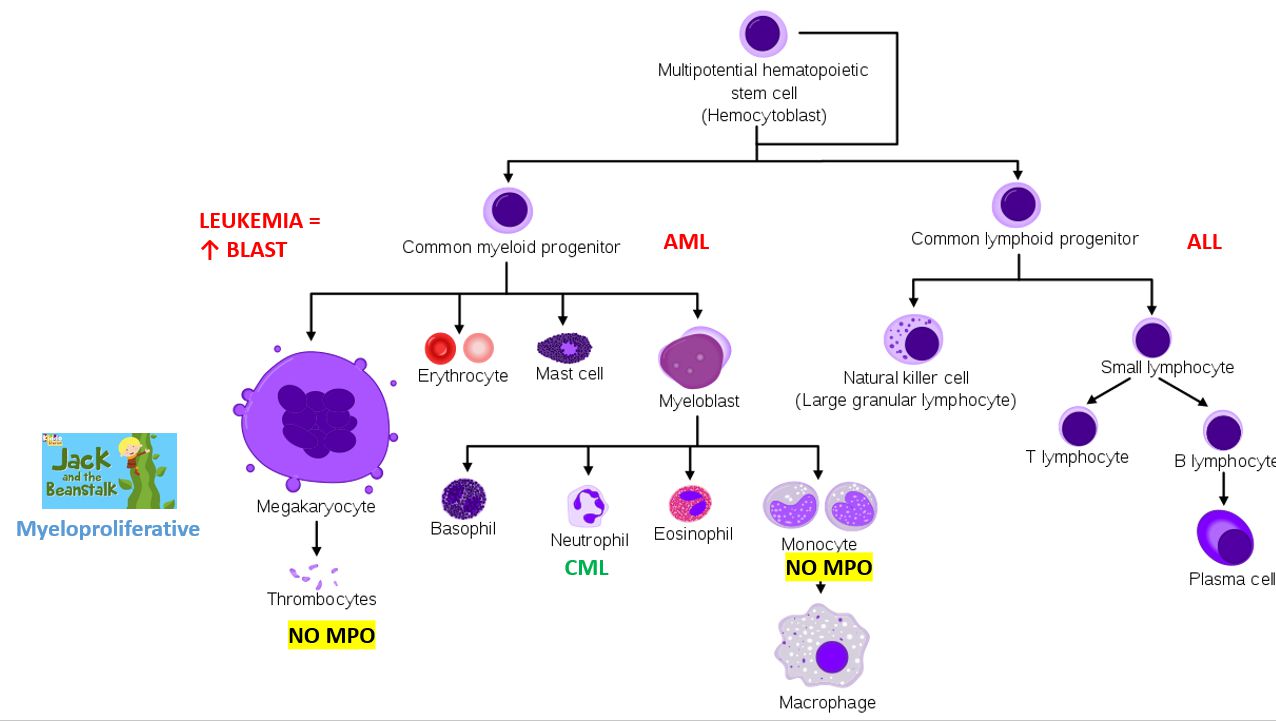 Multipotential hematopoietic
stem cell
(Hemocytoblast)
LEUKEMIA =
↑ BLAST
Common myeloid progenitor
AML
Common lymphoid progenitor
ALL
Erythrocyte
Mast cell
Myeloblast
Natural killer cell
(Large granular lymphocyte)
Small lymphocyte
T lymphocyte
B lymphocyte
Jack
and the
Beanstalk
Myeloproliferative
Megakaryocyte
Basophil
Neutrophil
Eosinophil
Monocyte
CML
NO MPO
Plasma cell
Thrombocytes
NO MPO
Macrophage